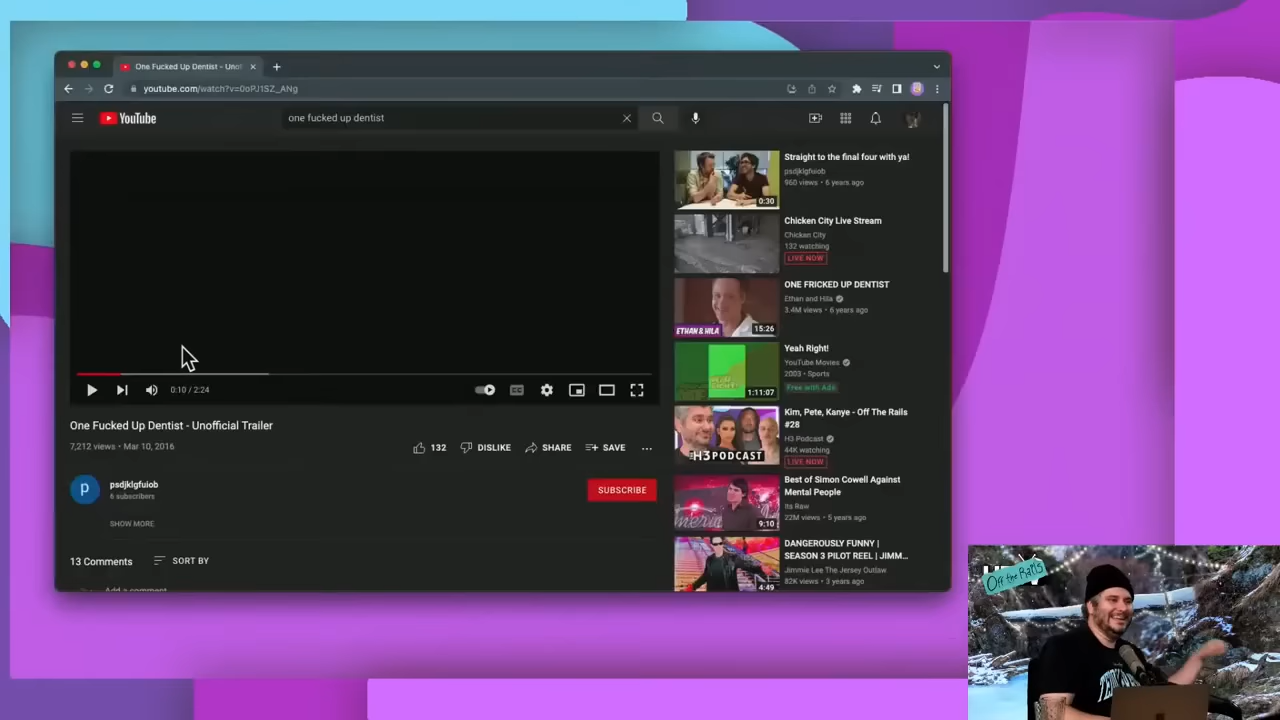 One Fucked Up Dentist - Unof
youtube.com/watch?v=0oPJ1SZ_ANg
YouTube
one fucked up dentist
0:10 / 2:24
CC
One Fucked Up Dentist - Unofficial Trailer
7,212 views • Mar 10, 2016
132
DISLIKE
SHARE
SAVE
p
psdjklgfuiob
6 subscribers
SUBSCRIBE
SHOW MORE
13 Comments
SORT BY
Add a comment
0:30
Straight to the final four with ya!
psdjklgfuiob
960 views • 6 years ago
Chicken City Live Stream
Chicken City
132 watching
LIVE NOW
ETHAN & HILA
15:26
ONE FRICKED UP DENTIST
Ethan and Hila
3.4M views • 6 years ago
1:11:07
Yeah Right!
YouTube Movies
2003 • Sports
Free with Ads
H3PODCAST
Kim, Pete, Kanye - Off The Rails
#28
H3 Podcast
44K watching
LIVE NOW
9:10
Best of Simon Cowell Against
Mental People
Its Raw
22M views • 5 years ago
4:49
DANGEROUSLY FUNNY |
SEASON 3 PILOT REEL | JIMM...
Jimmie Lee The Jersey Outlaw
82K views • 3 years ago
Off the Rails